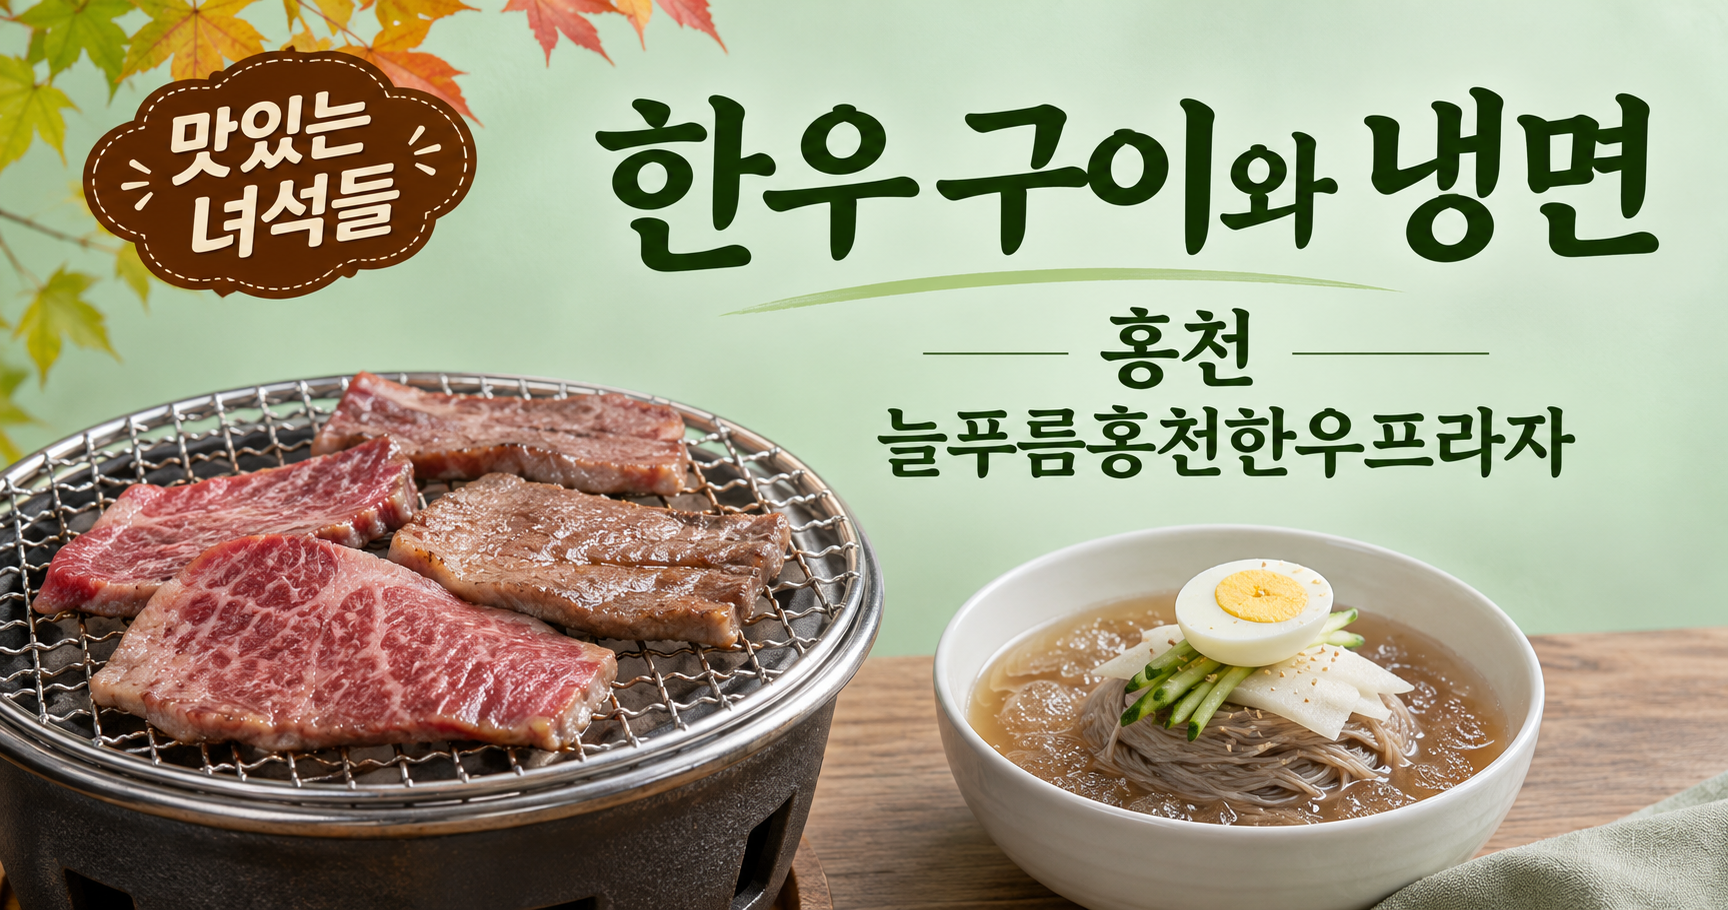 맛있는
녀석들
한우 구이와 냉면
홍천
늘푸름홍천한우프라자